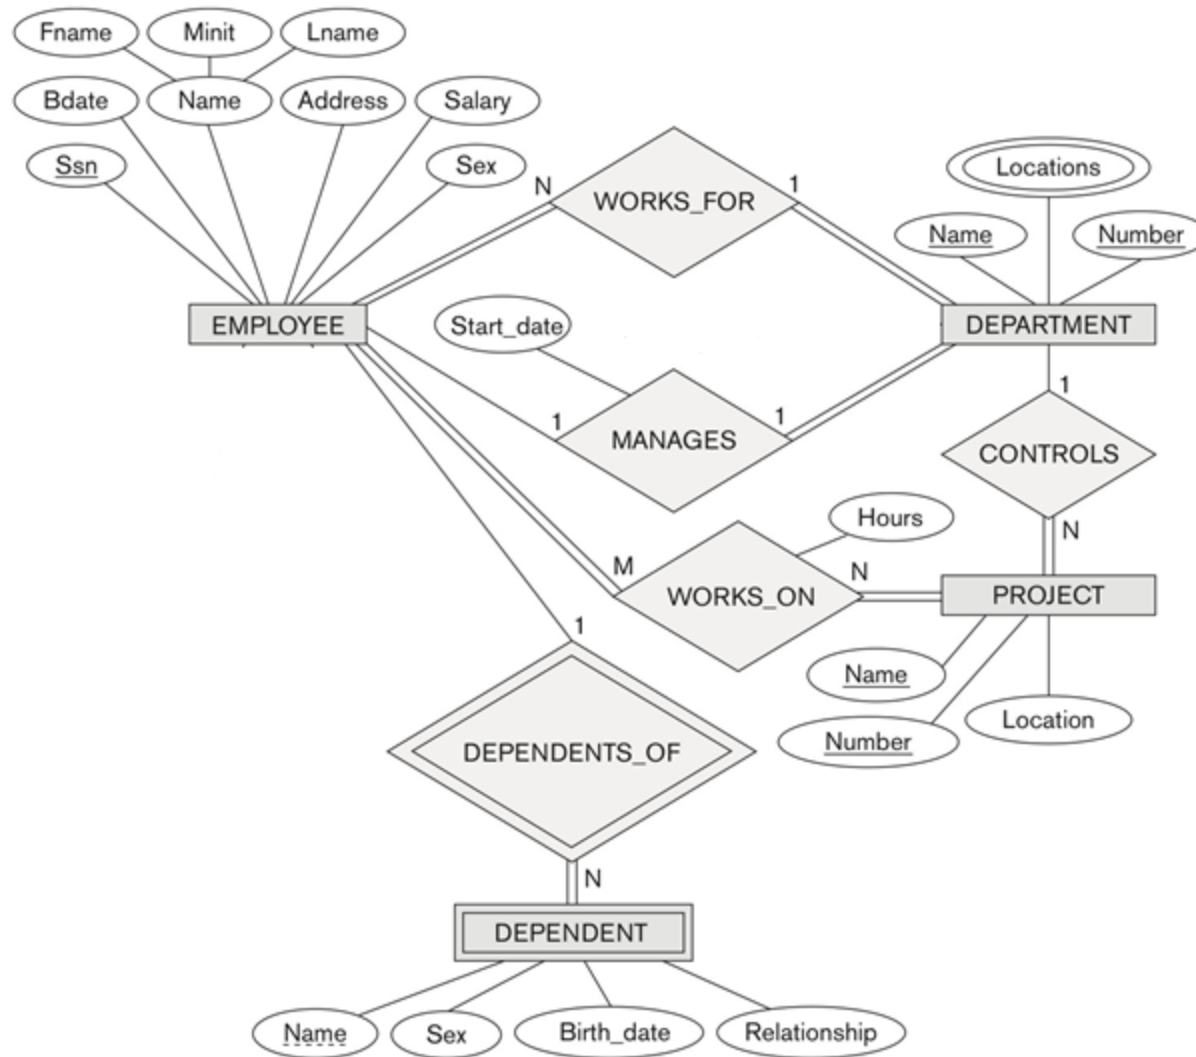 Fname
Minit
Lname
Bdate
Name
Address
Salary
Ssn
Sex
N
WORKS_FOR
1
Locations
Name
Number
EMPLOYEE
Start_date
DEPARTMENT
1
MANAGES
1
1
CONTROLS
N
Hours
M
WORKS_ON
N
PROJECT
Name
Number
Location
1
DEPENDENTS_OF
N
DEPENDENT
Name
Sex
Birth_date
Relationship